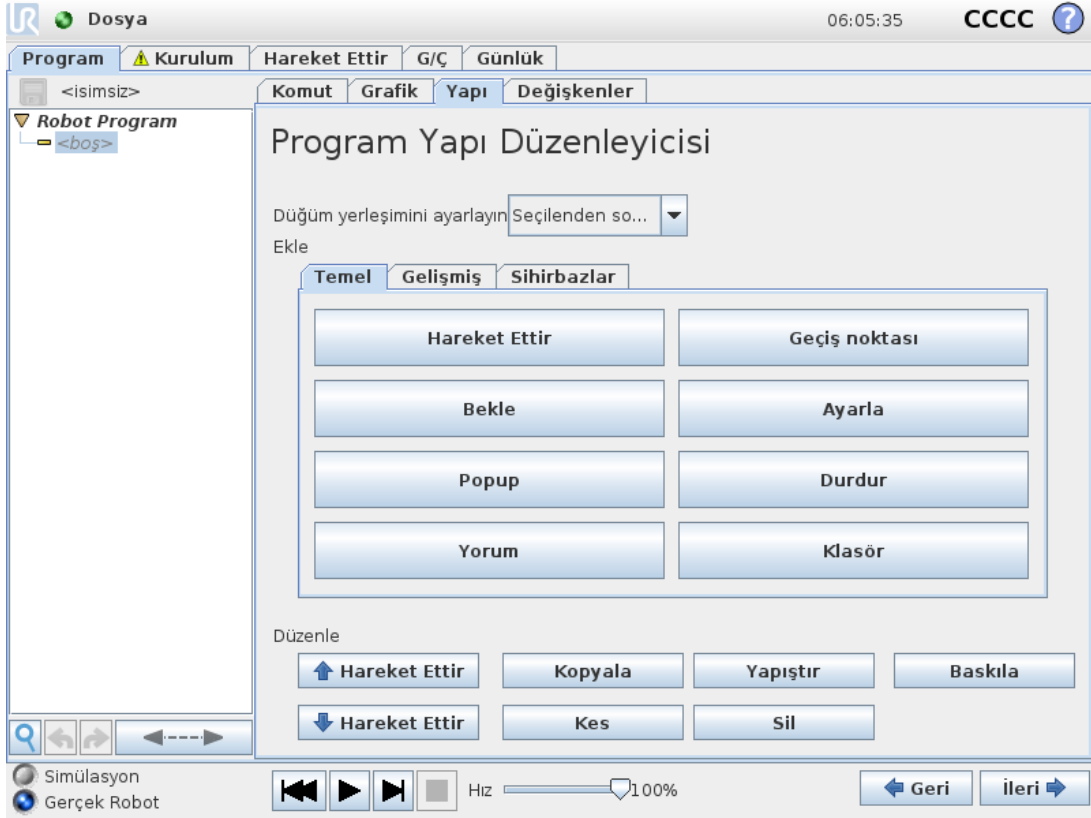 UR Dosya 06:05:35 CCCC ?
Program Kurulum Hareket Ettir G/Ç Günlük
<isimsiz> Komut Grafik Yapı Değişkenler
Robot Program
<boş>
Program Yapı Düzenleyicisi
Düğüm yerleşimini ayarlayın Seçilenden so...
Ekle
Temel Gelişmiş Sihirbazlar
Hareket Ettir Geçiş noktası
Bekle Ayarla
Popup Durdur
Yorum Klasör
Düzenle
Hareket Ettir Kopyala Yapıştır Baskıla
Hareket Ettir Kes Sil
Simülasyon
Gerçek Robot
Hız 100% Geri İleri